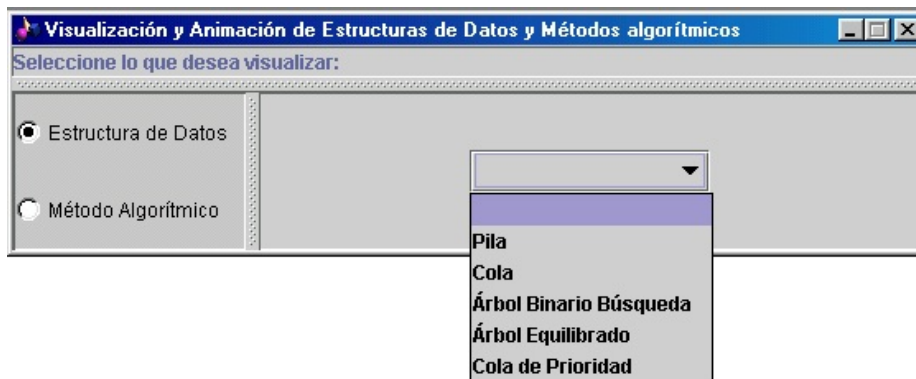 Visualización y Animación de Estructuras de Datos y Métodos algorítmicos
Seleccione lo que desea visualizar:
Estructura de Datos
Método Algorítmico
Pila
Cola
Árbol Binario Búsqueda
Árbol Equilibrado
Cola de Prioridad